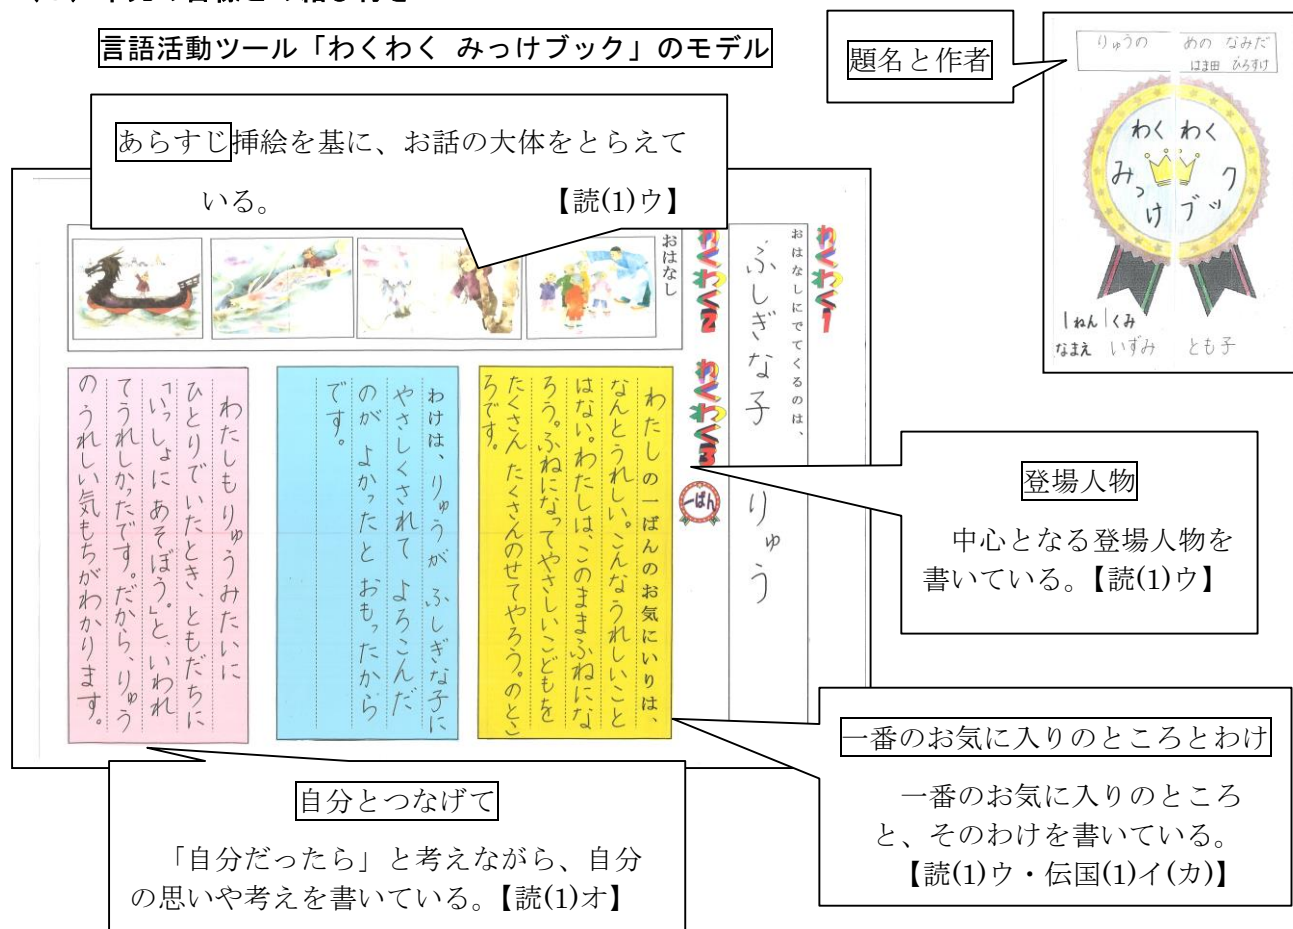 言語活動ツール「わくわく みっけブック」のモデル
題名と作者
りゅうの めの なみだ
はま田 ひろすけ
わく わく
みっけ ブック
1ねん1くみ
なまえ いずみ とも子
あらすじ挿絵を基に、お話の大体をとらえて
いる。 【読(1)ウ】
わくわく1
おはなしにでてくるのは、
ふしぎな子 りゅう
わくわく2
おはなし
わくわく3
一ばん
わたしの一ばんのお気にいりは、
なんとうれしい。こんなうれしいこと
はない。わたしは、このままふねにな
ろう。ふねになってやさしいこどもを
たくさん たくさんのせてやろう。のとこ
ろです。
わけは、りゅうが ふしぎな子に
やさしくされて よろこんだ
のが よかったと おもったから
です。
わたしも りゅうみたいに
ひとりでいたとき、ともだちに
「いっしょにあそぼう。」と、いわれ
てうれしかったです。だから、りゅう
の うれしい気もちがわかります。
登場人物
中心となる登場人物を
書いている。【読(1)ウ】
一番のお気に入りのところとわけ
一番のお気に入りのところ
と、そのわけを書いている。
【読(1)ウ・伝国(1)イ(カ)】
自分とつなげて
「自分だったら」と考えながら、自分
の思いや考えを書いている。【読(1)オ】